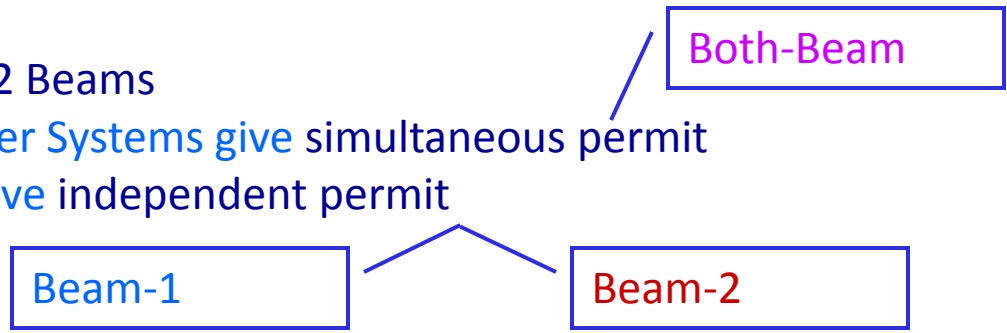 Both-Beam
2 Beams
er Systems give simultaneous permit
ve independent permit
Beam-1
Beam-2